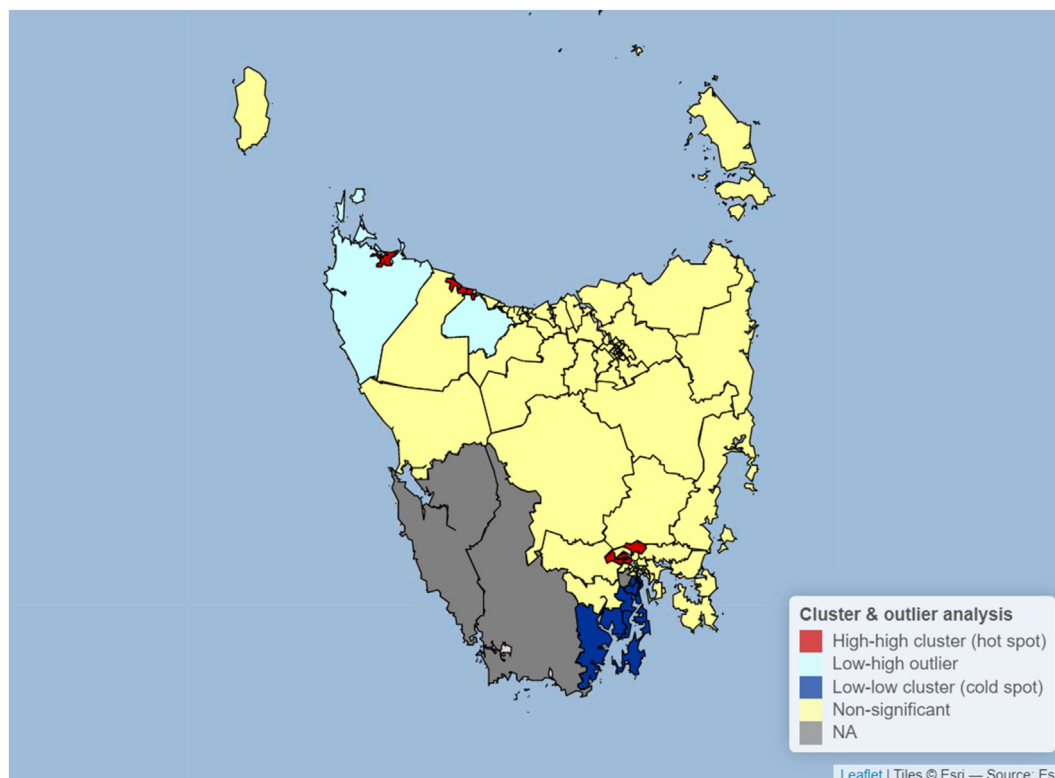 Cluster & outlier analysis
High-high cluster (hot spot)
Low-high outlier
Low-low cluster (cold spot)
Non-significant
NA
Leaflet | Tiles © Esri — Source: Es